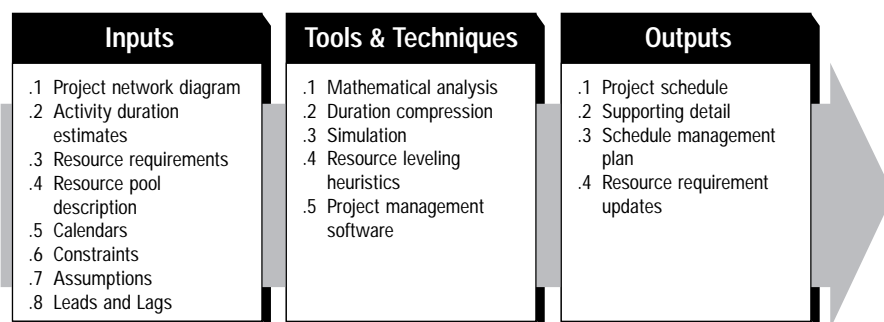 Inputs
.1 Project network diagram
.2 Activity duration
estimates
.3 Resource requirements
.4 Resource pool
description
.5 Calendars
.6 Constraints
.7 Assumptions
.8 Leads and Lags
Tools & Techniques
.1 Mathematical analysis
.2 Duration compression
.3 Simulation
.4 Resource leveling
heuristics
.5 Project management
software
Outputs
.1 Project schedule
.2 Supporting detail
.3 Schedule management
plan
.4 Resource requirement
updates